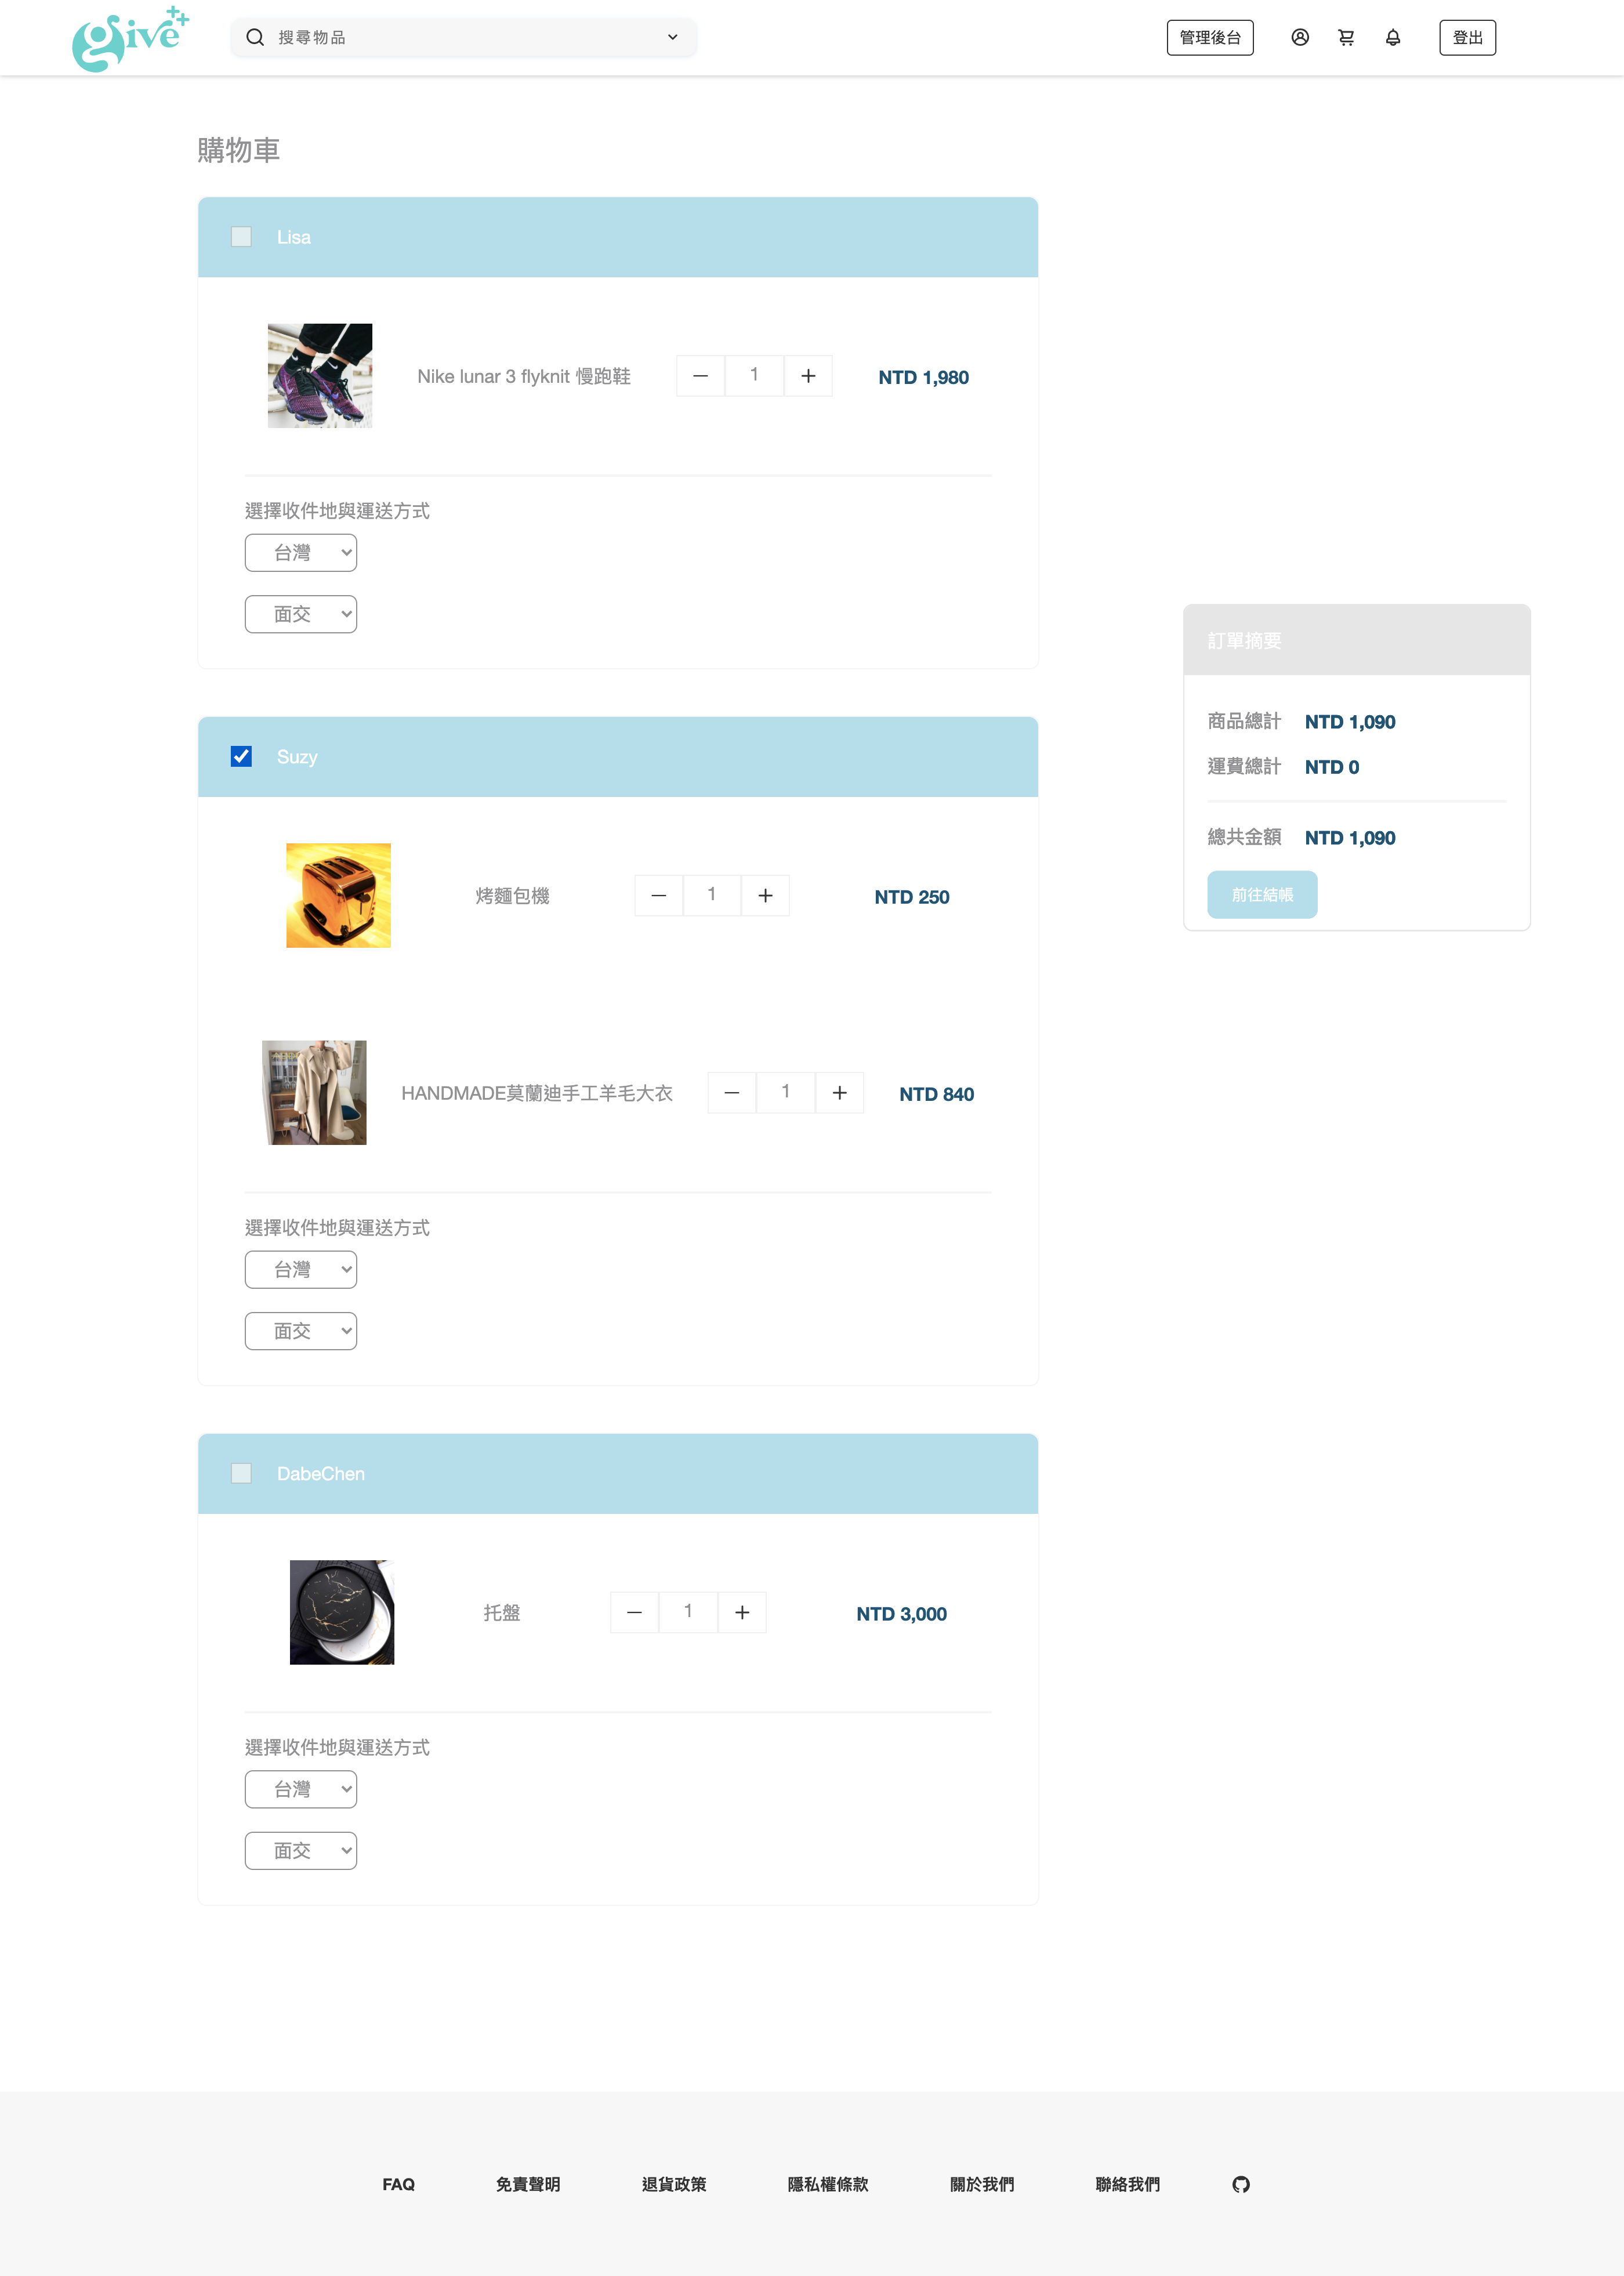 give++
搜尋物品
管理後台
登出
購物車
Lisa
Nike lunar 3 flyknit 慢跑鞋
1
NTD 1,980
選擇收件地與運送方式
台灣
面交
Suzy
烤麵包機
1
NTD 250
HANDMADE莫蘭迪手工羊毛大衣
1
NTD 840
選擇收件地與運送方式
台灣
面交
DabeChen
托盤
1
NTD 3,000
選擇收件地與運送方式
台灣
面交
訂單摘要
商品總計 NTD 1,090
運費總計 NTD 0
總共金額 NTD 1,090
前往結帳
FAQ 免責聲明 退貨政策 隱私權條款 關於我們 聯絡我們